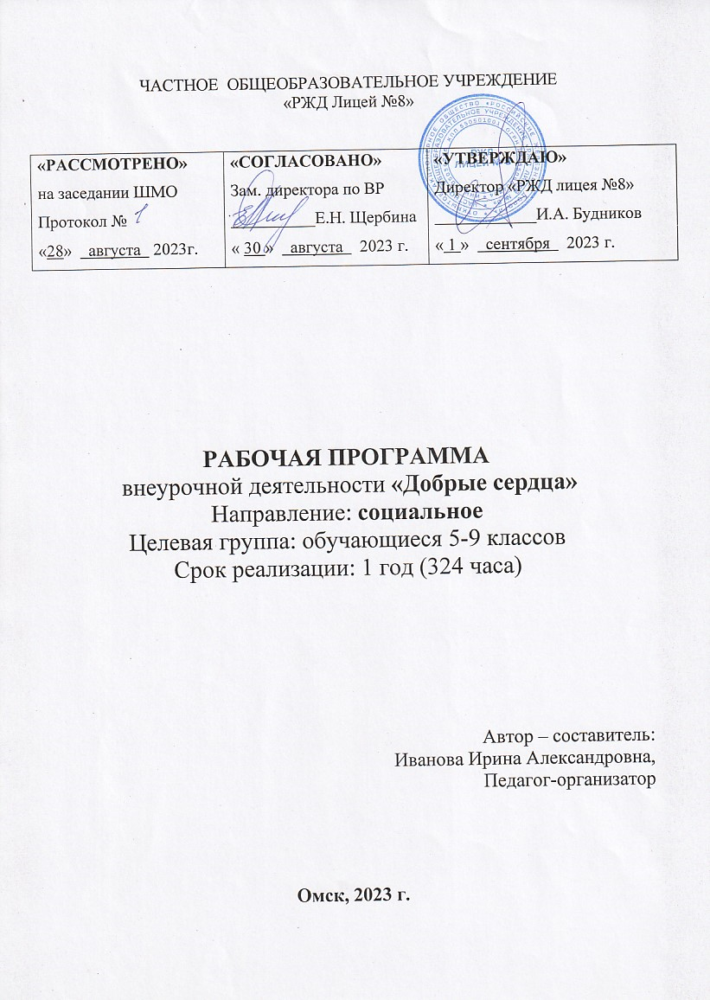 ЧАСТНОЕ ОБЩЕОБРАЗОВАТЕЛЬНОЕ УЧРЕЖДЕНИЕ
«РЖД Лицей №8»
«РАССМОТРЕНО»
на заседании ШМО
Протокол № 1
«28» августа 2023г.
«СОГЛАСОВАНО»
Зам. директора по ВР
__________Е.Н. Щербина
« 30 » августа 2023 г.
«УТВЕРЖДАЮ»
Директор «РЖД лицея №8»
____________И.А. Будников
« 1 » сентября 2023 г.
РАБОЧАЯ ПРОГРАММА
внеурочной деятельности «Добрые сердца»
Направление: социальное
Целевая группа: обучающиеся 5-9 классов
Срок реализации: 1 год (324 часа)
Автор – составитель:
Иванова Ирина Александровна,
Педагог-организатор
Омск, 2023 г.